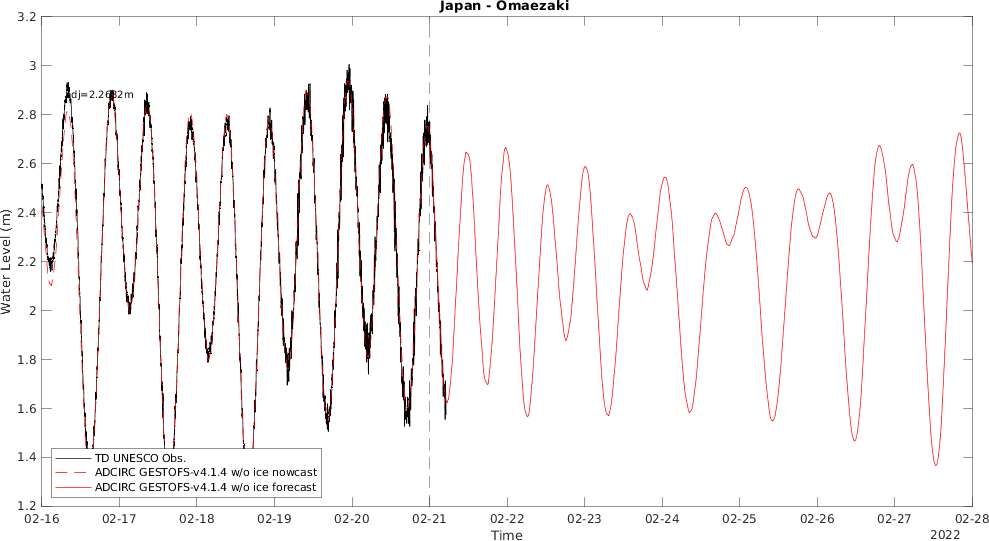 Japan - Omaezaki
3.2
3
2.8
2.6
2.4
2.2
2
1.8
1.6
1.4
1.2
Water Level (m)
TD UNESCO Obs.
ADCIRC GESTOFS-v4.1.4 w/o ice nowcast
ADCIRC GESTOFS-v4.1.4 w/o ice forecast
02-16 02-17 02-18 02-19 02-20 02-21 02-22 02-23 02-24 02-25 02-26 02-27 02-28
Time
2022